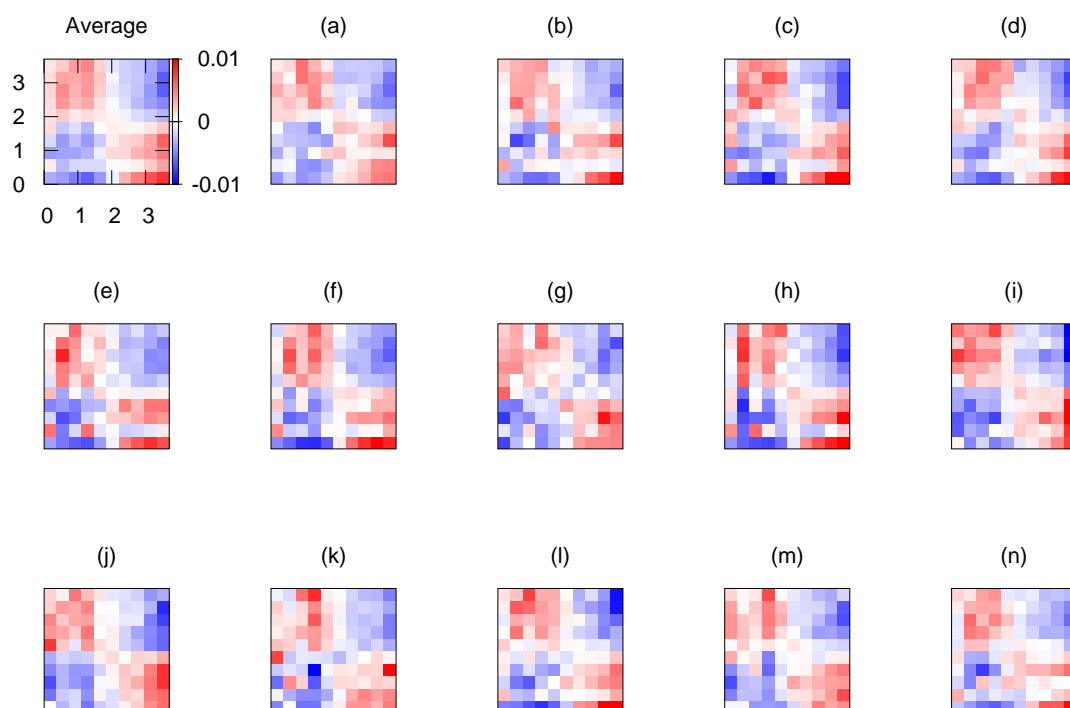 Average (a) (b) (c) (d)
0.01
3
2 0
1
0 -0.01
0 1 2 3
(e) (f) (g) (h) (i)
(j) (k) (l) (m) (n)